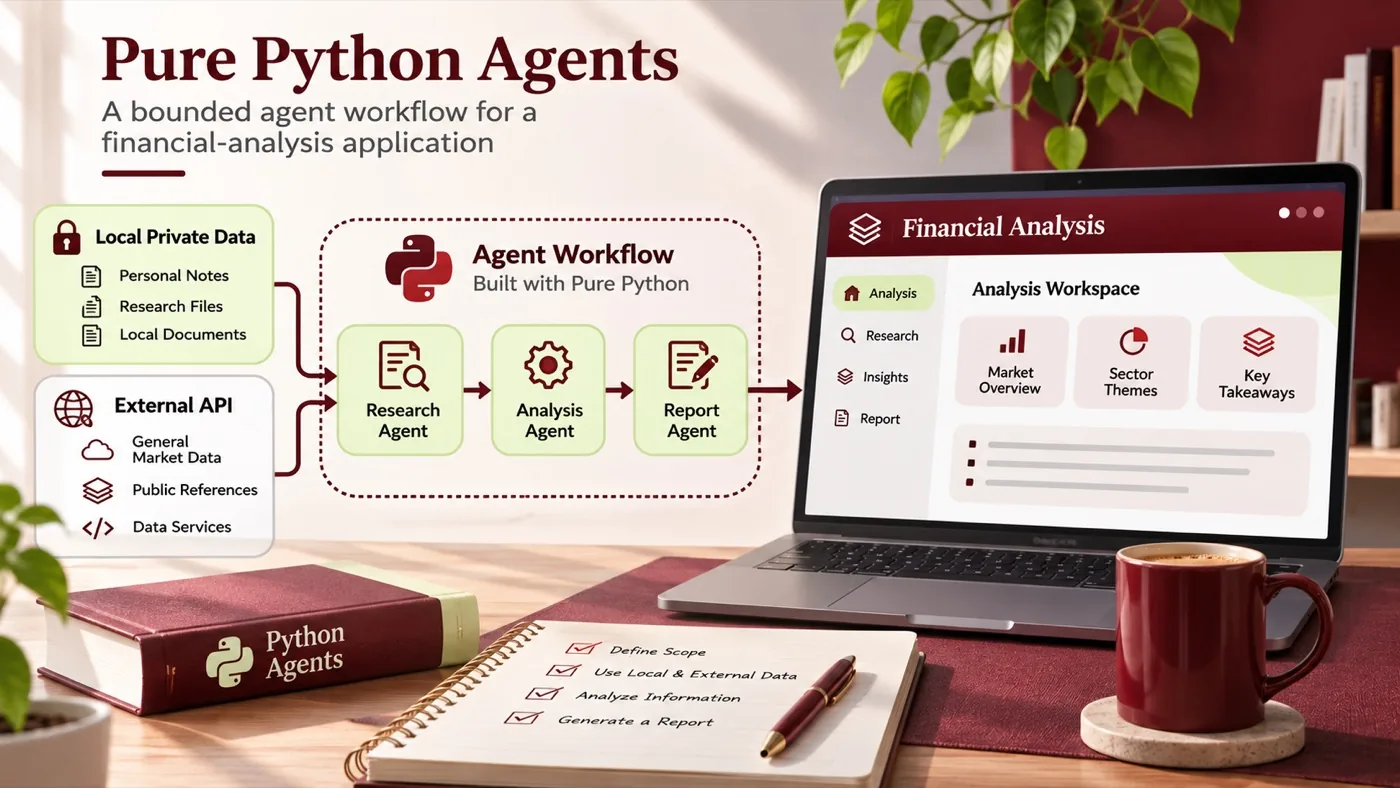 Pure Python Agents
A bounded agent workflow for a
financial-analysis application
Local Private Data
Personal Notes
Research Files
Local Documents
External API
General
Market Data
Public References
Data Services
Agent Workflow
Built with Pure Python
Research
Agent
Analysis
Agent
Report
Agent
Financial Analysis
Analysis
Research
Insights
Report
Analysis Workspace
Market
Overview
Sector
Themes
Key
Takeaways
Python
Agents
Define Scope
Use Local & External Data
Analyze Information
Generate a Report